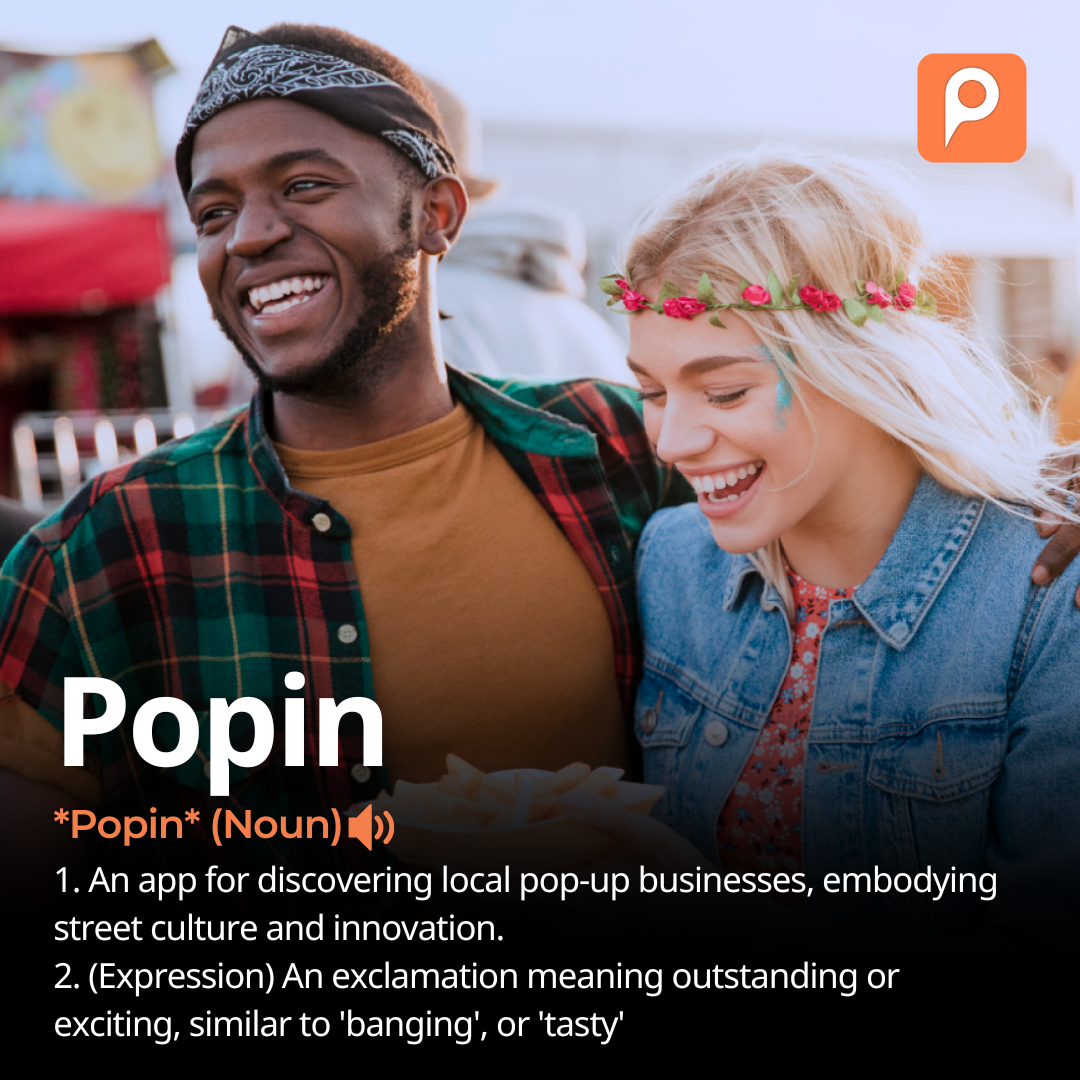 Popin
*Popin* (Noun)
1. An app for discovering local pop-up businesses, embodying
street culture and innovation.
2. (Expression) An exclamation meaning outstanding or
exciting, similar to 'banging', or 'tasty'